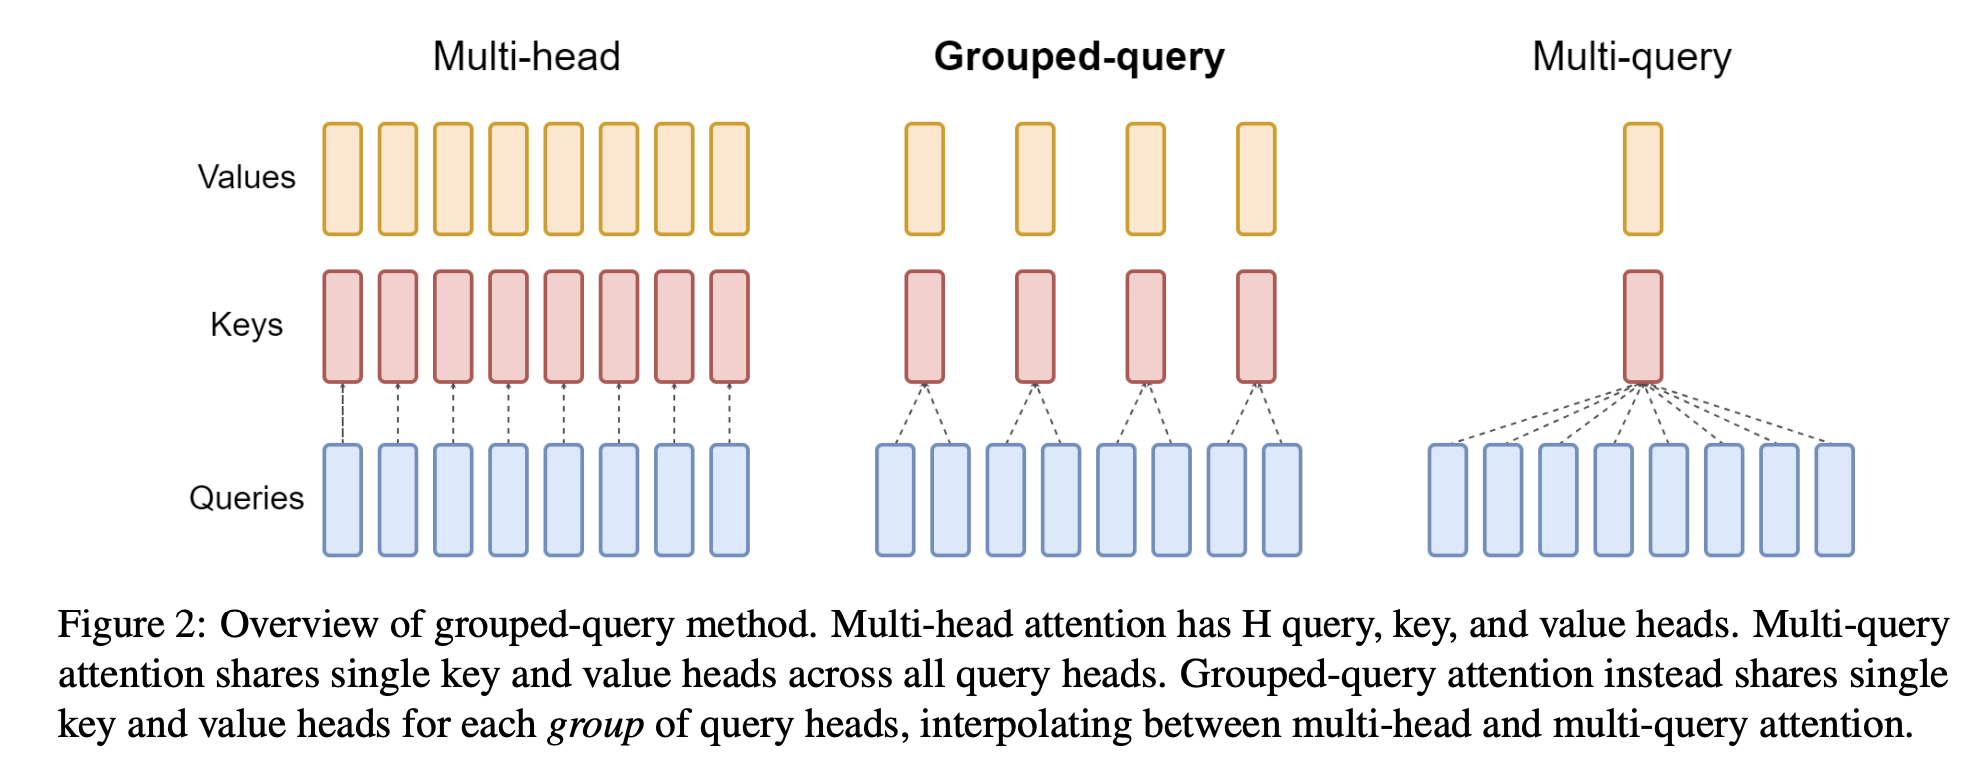 Multi-head
Grouped-query
Multi-query
Values
Keys
Queries
Figure 2: Overview of grouped-query method. Multi-head attention has H query, key, and value heads. Multi-query
attention shares single key and value heads across all query heads. Grouped-query attention instead shares single
key and value heads for each group of query heads, interpolating between multi-head and multi-query attention.